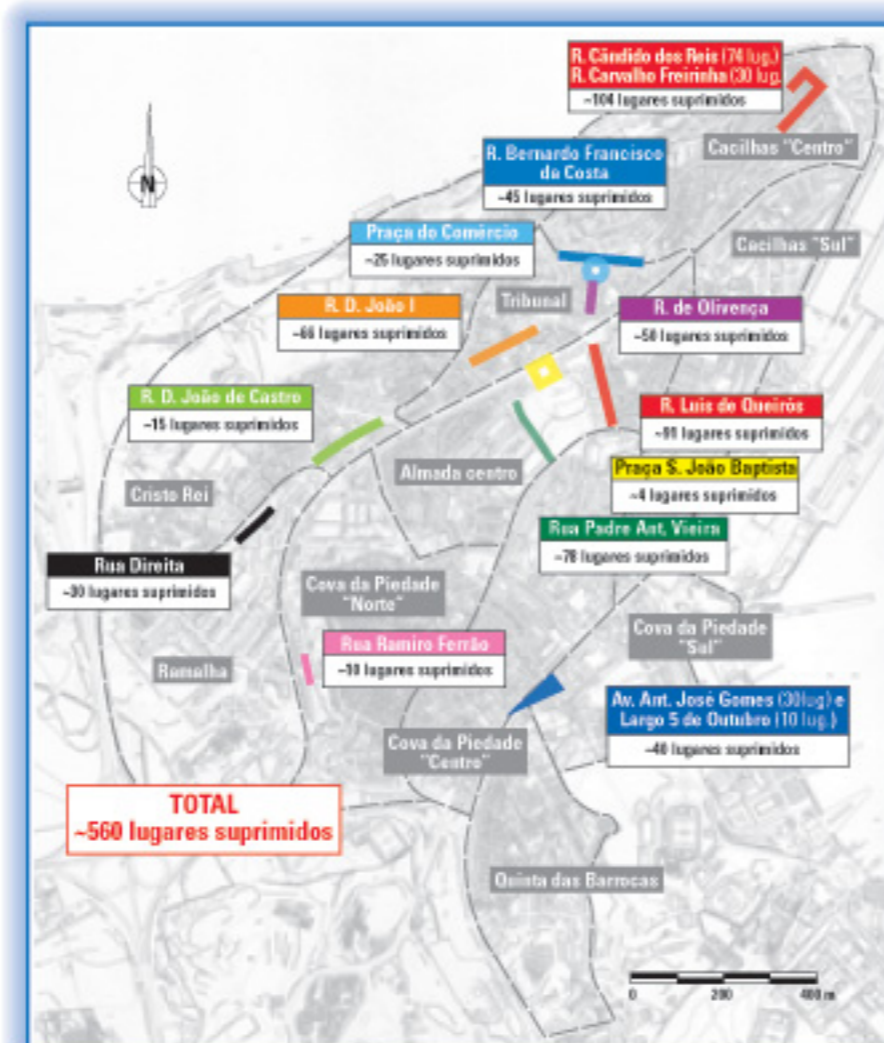 R. Cândido dos Reis (74 lug.)
R. Carvalho Freirinha (30 lug.
~104 lugares suprimidos
Cacilhas "Centro"
R. Bernardo Francisco
da Costa
~45 lugares suprimidos
N
Praça do Comércio
~25 lugares suprimidos
Cacilhas "Sul"
Tribunal
R. D. João I
~66 lugares suprimidos
R. de Olivença
~50 lugares suprimidos
R. D. João de Castro
~15 lugares suprimidos
R. Luis de Queirós
~91 lugares suprimidos
Almada centro
Praça S. João Baptista
~4 lugares suprimidos
Cristo Rei
Rua Padre Ant. Vieira
~78 lugares suprimidos
Rua Direita
~30 lugares suprimidos
Cova da Piedade
"Norte"
Cova da Piedade
"Sul"
Rua Ramiro Ferrão
~10 lugares suprimidos
Ramalha
Av. Ant. José Gomes (30lug) e
Largo 5 de Outubro (10 lug.)
~40 lugares suprimidos
Cova da Piedade
"Centro"
TOTAL
~560 lugares suprimidos
Quinta das Barrocas
0 200 400 m